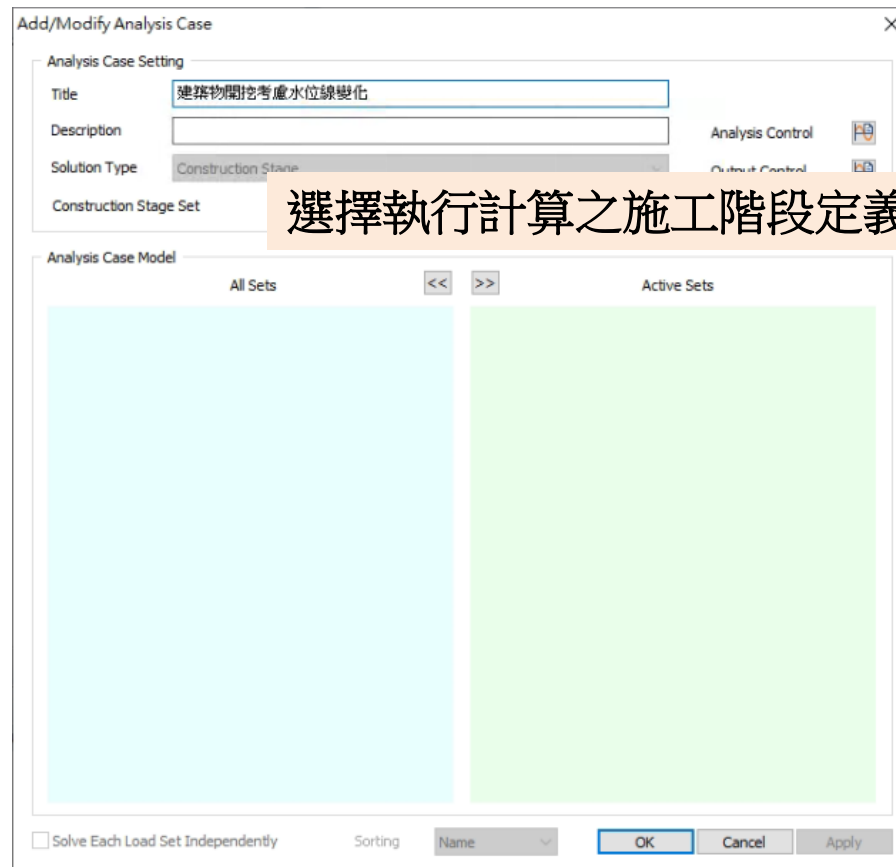 Add/Modify Analysis Case
Analysis Case Setting
Title 建築物開挖考慮水位線變化
Description Analysis Control
Solution Type Construction Stage Output Control
Construction Stage Set
選擇執行計算之施工階段定義
Analysis Case Model
All Sets << >> Active Sets
Solve Each Load Set Independently Sorting Name OK Cancel Apply